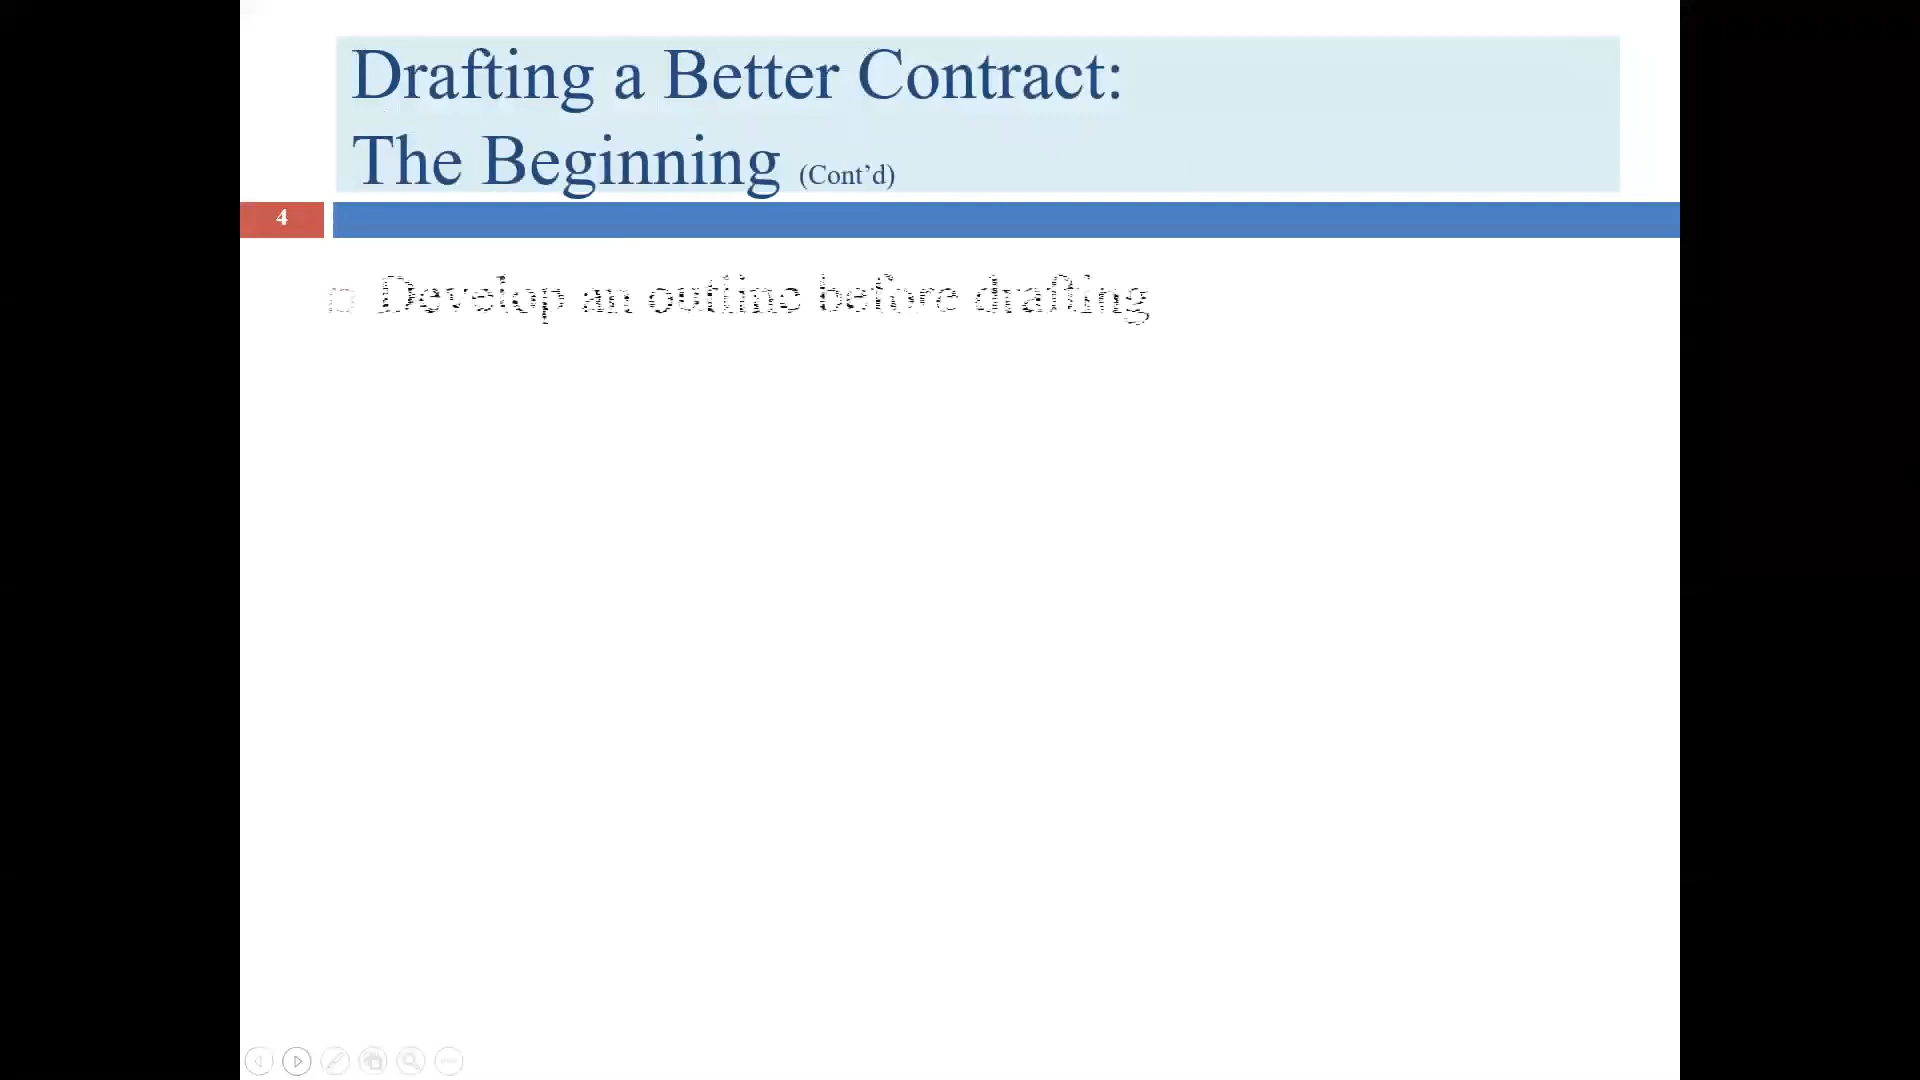 Drafting a Better Contract:
The Beginning (Cont’d)
4
Develop an outline before drafting